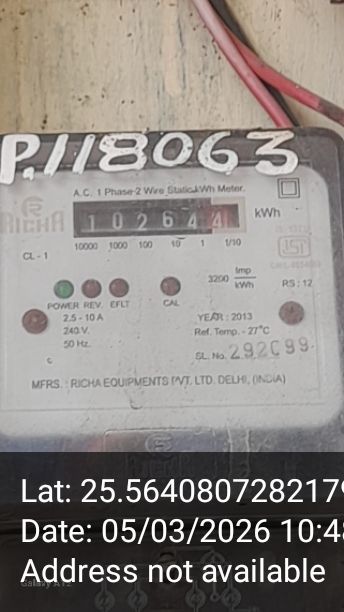 P.118063
A.C. 1 Phase-2 Wire Static kWh Meter.
RICHA
102644 kWh
10000 1000 100 10 1 1/10
CL - 1
3200 Imp/kWh
RS : 12
POWER REV. EFLT CAL
2.5 - 10 A
240 V.
50 Hz.
YEAR : 2013
Ref. Temp. - 27°C
SL. No.
MFRS. : RICHA EQUIPMENTS PVT. LTD. DELHI, (INDIA)
Lat: 25.5640807282179
Date: 05/03/2026 10:48
Address not available